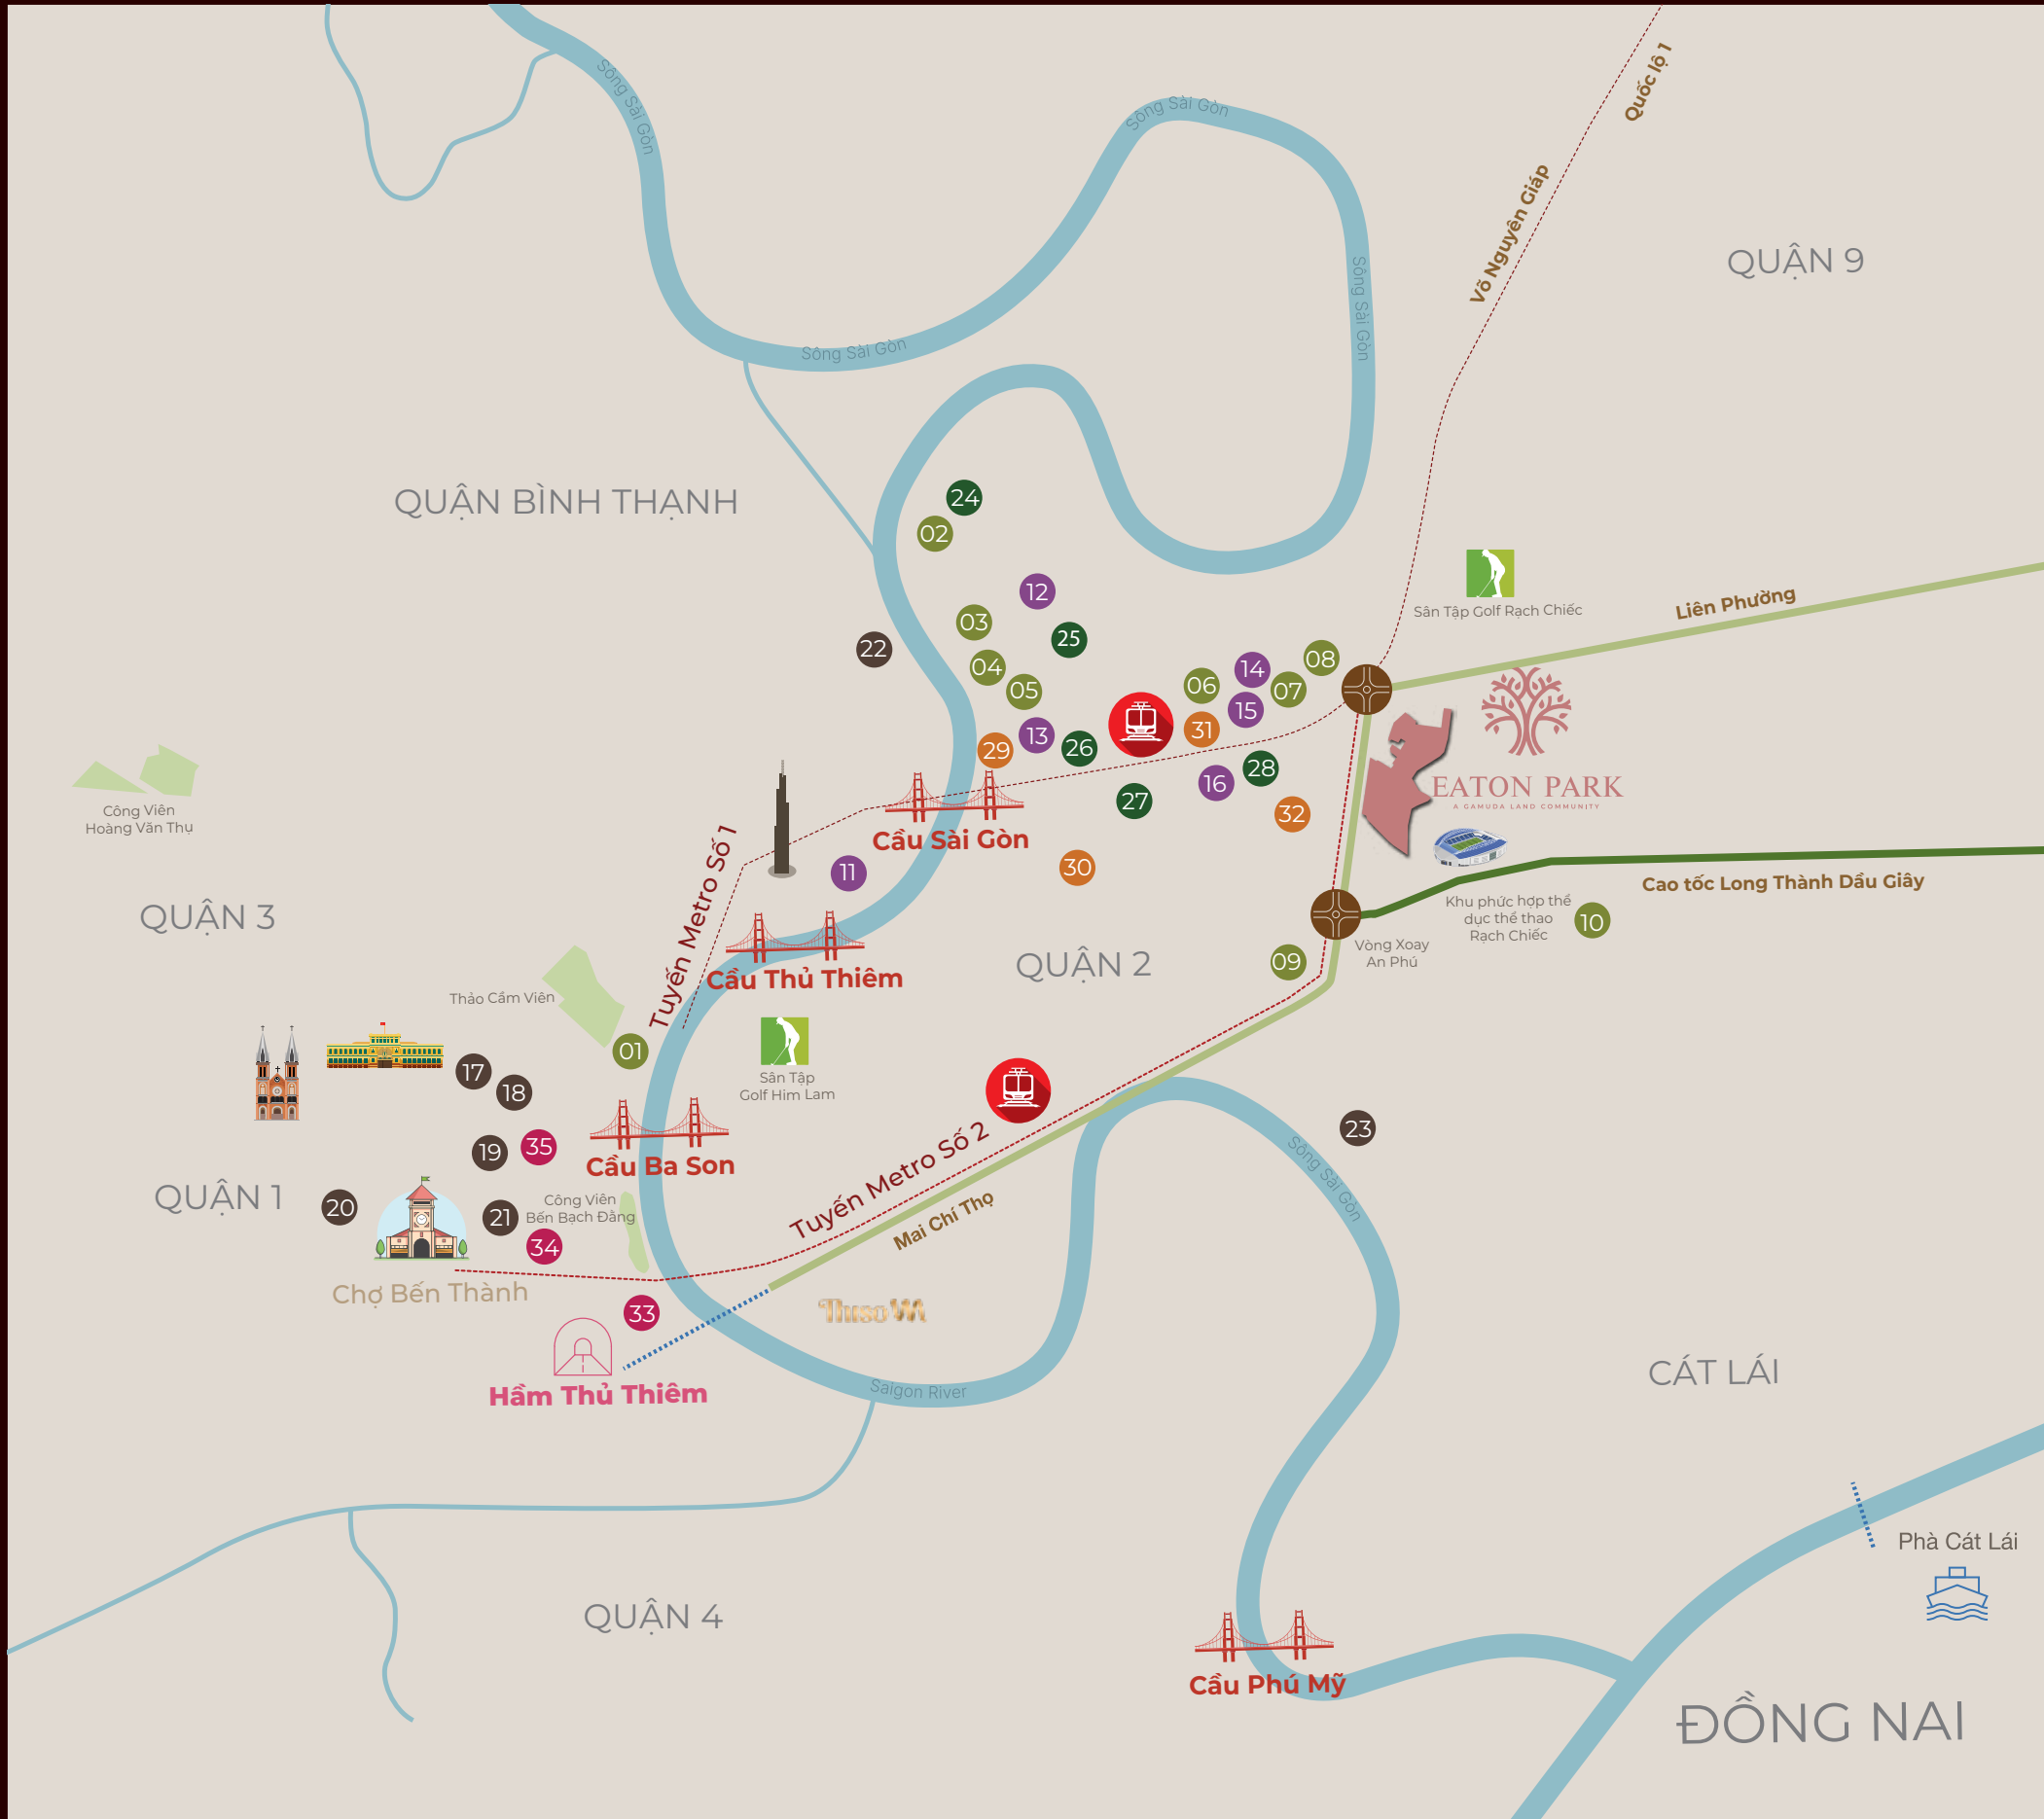 Quốc lộ 1
Sông Sài Gòn
Sông Sài Gòn
Võ Nguyên Giáp
QUẬN 9
Sông Sài Gòn
Sông Sài Gòn
QUẬN BÌNH THẠNH
24
02
12
Sân Tập Golf Rạch Chiếc
Liên Phường
03
25
22
04
05
08
14
06
07
15
31
13
26
29
28
16
27
32
EATON PARK
A GAMUDA LAND COMMUNITY
Công Viên
Hoàng Văn Thụ
Cầu Sài Gòn
11
30
Cao tốc Long Thành Dầu Giây
Tuyến Metro Số 1
QUẬN 3
Khu phức hợp thể
dục thể thao
Rạch Chiếc
10
Vòng Xoay
An Phú
09
QUẬN 2
Cầu Thủ Thiêm
Thảo Cầm Viên
01
17
18
Sân Tập
Golf Him Lam
23
19
35
Cầu Ba Son
Tuyến Metro Số 2
Mai Chí Thọ
Sông Sài Gòn
QUẬN 1
20
21
Công Viên
Bến Bạch Đằng
34
Chợ Bến Thành
33
Hầm Thủ Thiêm
Saigon River
CÁT LÁI
Phà Cát Lái
QUẬN 4
Cầu Phú Mỹ
ĐỒNG NAI